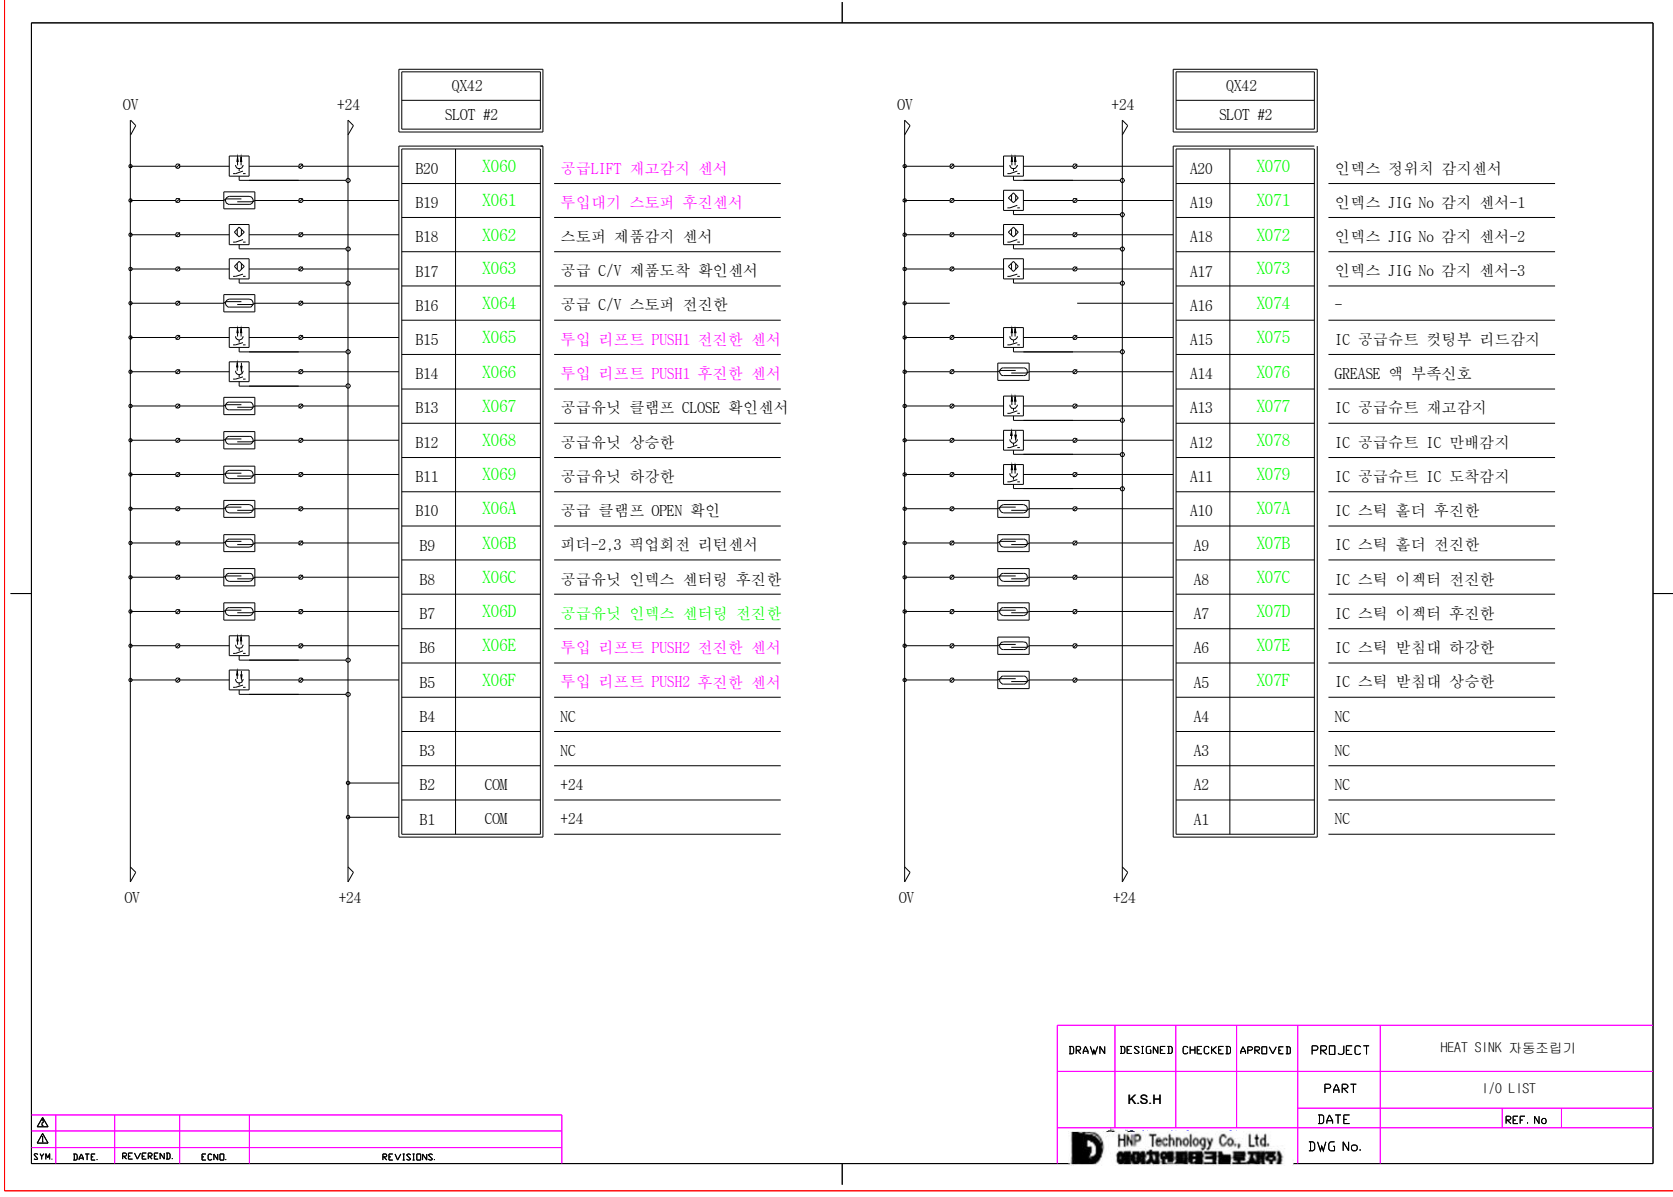 QX42
SLOT #2
0V
+24
B20 X060 공급LIFT 재고감지 센서
B19 X061 투입대기 스토퍼 후진센서
B18 X062 스토퍼 제품감지 센서
B17 X063 공급 C/V 제품도착 확인센서
B16 X064 공급 C/V 스토퍼 전진한
B15 X065 투입 리프트 PUSH1 전진한 센서
B14 X066 투입 리프트 PUSH1 후진한 센서
B13 X067 공급유닛 클램프 CLOSE 확인센서
B12 X068 공급유닛 상승한
B11 X069 공급유닛 하강한
B10 X06A 공급 클램프 OPEN 확인
B9 X06B 피더-2,3 픽업회전 리턴센서
B8 X06C 공급유닛 인덱스 센터링 후진한
B7 X06D 공급유닛 인덱스 센터링 전진한
B6 X06E 투입 리프트 PUSH2 전진한 센서
B5 X06F 투입 리프트 PUSH2 후진한 센서
B4 NC
B3 NC
B2 COM +24
B1 COM +24
0V
+24
QX42
SLOT #2
0V
+24
A20 X070 인덱스 정위치 감지센서
A19 X071 인덱스 JIG No 감지 센서-1
A18 X072 인덱스 JIG No 감지 센서-2
A17 X073 인덱스 JIG No 감지 센서-3
A16 X074 -
A15 X075 IC 공급슈트 컷팅부 리드감지
A14 X076 GREASE 액 부족신호
A13 X077 IC 공급슈트 재고감지
A12 X078 IC 공급슈트 IC 만배감지
A11 X079 IC 공급슈트 IC 도착감지
A10 X07A IC 스틱 홀더 후진한
A9 X07B IC 스틱 홀더 전진한
A8 X07C IC 스틱 이젝터 전진한
A7 X07D IC 스틱 이젝터 후진한
A6 X07E IC 스틱 받침대 하강한
A5 X07F IC 스틱 받침대 상승한
A4 NC
A3 NC
A2 NC
A1 NC
0V
+24
DRAWN DESIGNED CHECKED APROVED PROJECT HEAT SINK 자동조립기
K.S.H PART I/O LIST
DATE REF. No
HNP Technology Co., Ltd. DWG No.
에이치엔피테크놀로지(주)
SYM. DATE. REVEREND. ECNO. REVISIONS.